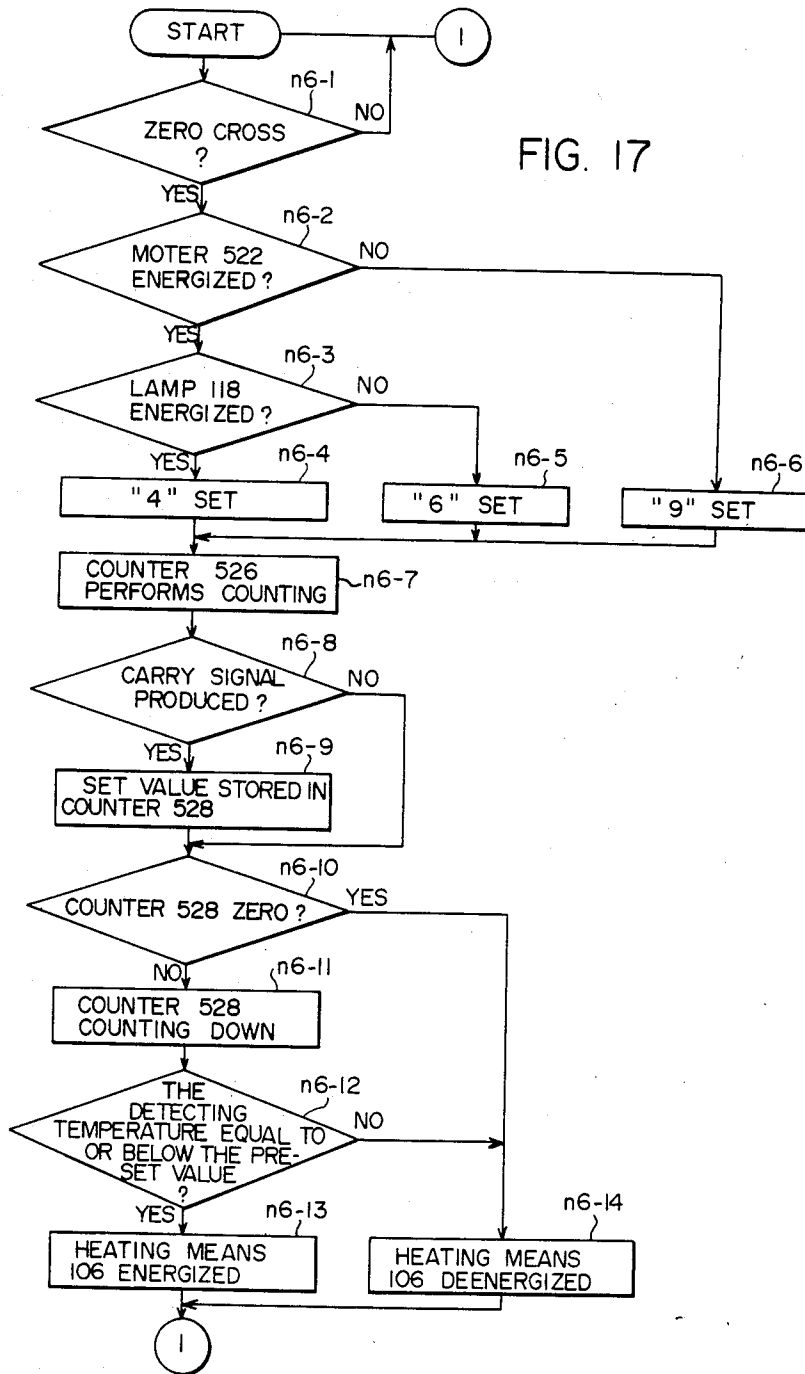 START
1
n6-1
NO
ZERO CROSS
?
FIG. 17
YES
n6-2
NO
MOTER 522
ENERGIZED?
YES
n6-3
NO
LAMP 118
ENERGIZED?
YES
n6-4
n6-5
n6-6
"4" SET
"6" SET
"9" SET
COUNTER 526
PERFORMS COUNTING
n6-7
n6-8
CARRY SIGNAL
PRODUCED?
NO
YES
n6-9
SET VALUE STORED IN
COUNTER 528
n6-10
YES
COUNTER 528 ZERO?
NO
n6-11
COUNTER 528
COUNTING DOWN
n6-12
THE
DETECTING
TEMPERATURE EQUAL TO
OR BELOW THE PRE-
SET VALUE
?
NO
YES
n6-13
n6-14
HEATING MEANS
106 ENERGIZED
HEATING MEANS
106 DEENERGIZED
1